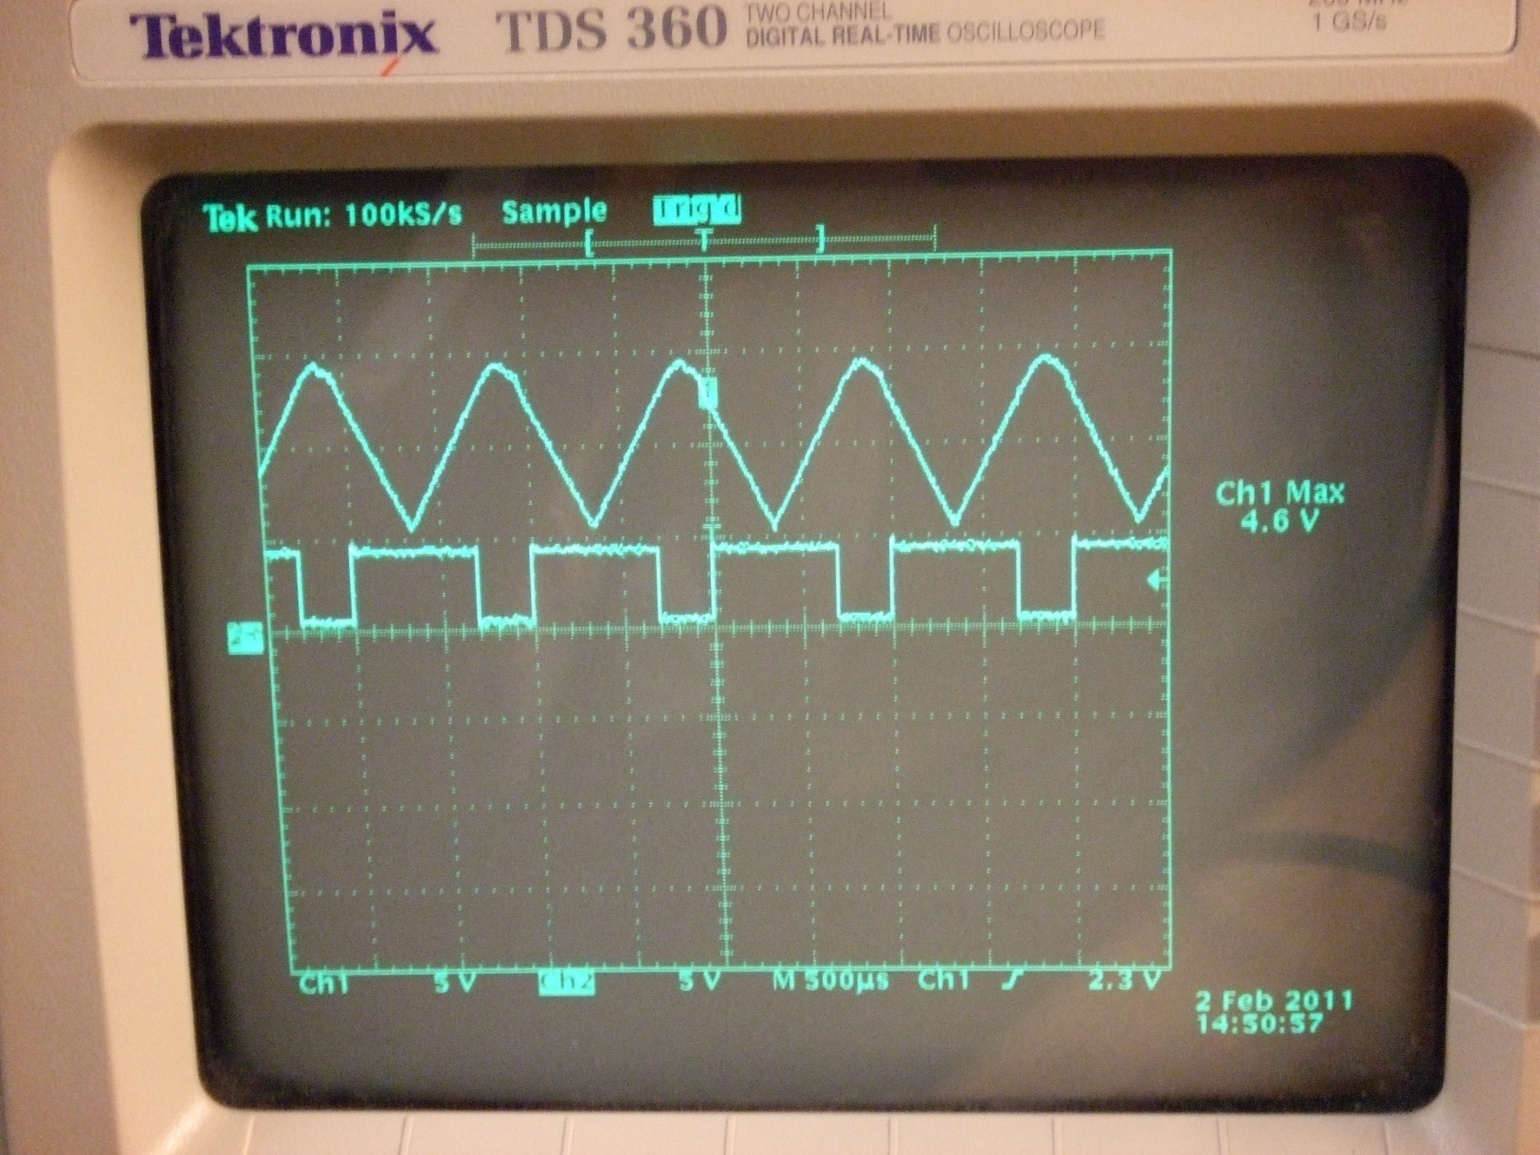 Tektronix TDS 360 TWO CHANNEL
DIGITAL REAL-TIME OSCILLOSCOPE
1 GS/s
Tek Run: 100kS/s Sample Trig'd
Ch1 Max
4.6 V
Ch1 5 V Ch2 5 V M 500µs Ch1 2.3 V
2 Feb 2011
14:50:57